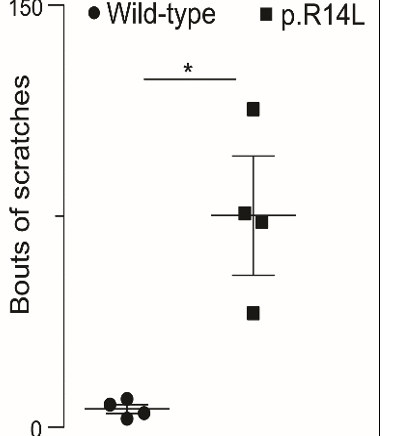 150
Wild-type
p.R14L
*
Bouts of scratches
0